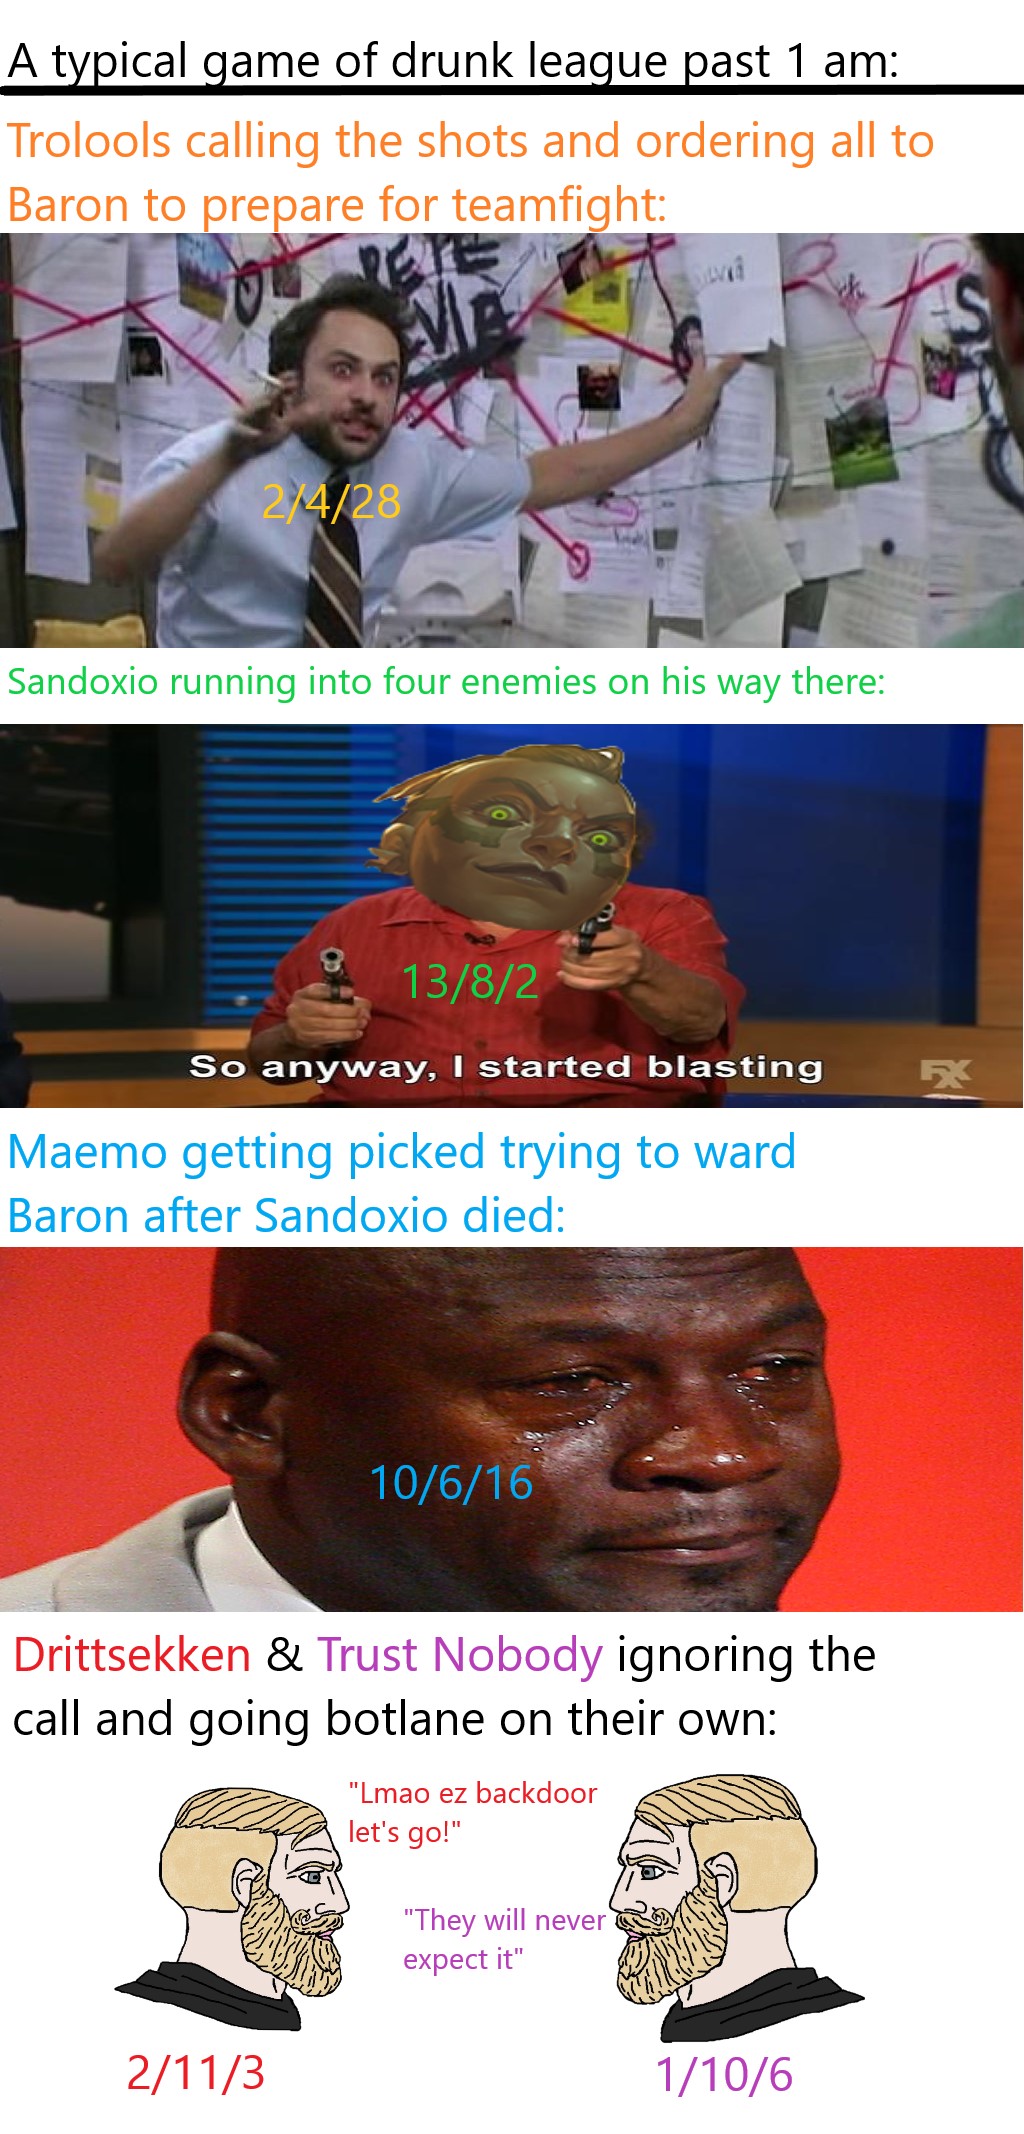 A typical game of drunk league past 1 am:
Trolools calling the shots and ordering all to
Baron to prepare for teamfight:
PEPE
SILVIA
2/4/28
Sandoxio running into four enemies on his way there:
13/8/2
So anyway, I started blasting
FX
Maemo getting picked trying to ward
Baron after Sandoxio died:
10/6/16
Drittsekken & Trust Nobody ignoring the
call and going botlane on their own:
"Lmao ez backdoor
let's go!"
"They will never
expect it"
2/11/3
1/10/6